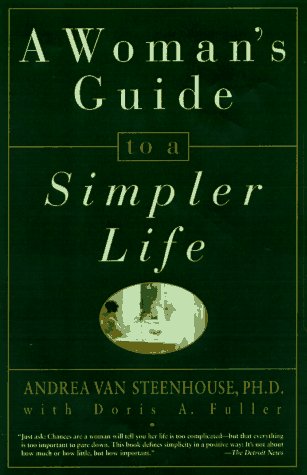 A Woman's
Guide
to a
Simpler
Life
ANDREA VAN STEENHOUSE, PH.D.
with Doris A. Fuller
"Just ask: Chances are a woman will tell you her life is too complicated—but that everything
is too important to pare down. This book defines simplicity in a positive way: It's not about
how much or how little, but how important." —The Detroit News